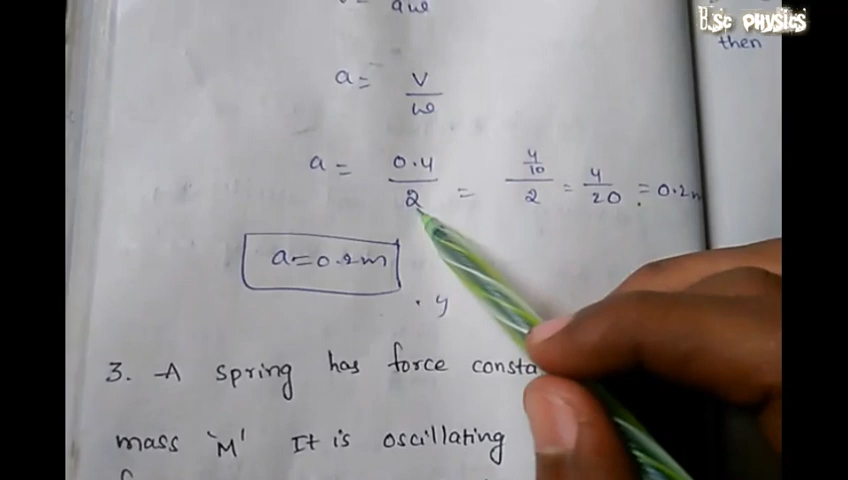 B.sc PHYSICS
then
aω
a = V/ω
a = 0.4/2 = 4/10/2 = 4/20 = 0.2m
a=0.2m
. y
3. A spring has force consta
mass 'M' It is oscillating